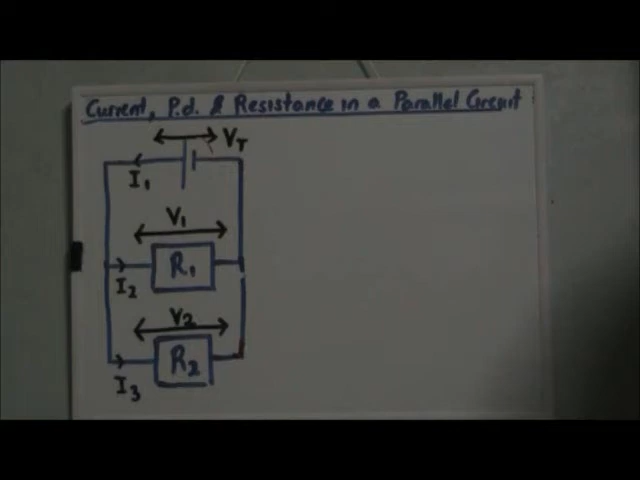 Current, P.d. & Resistance in a Parallel Circuit
VT
I1
V1
R1
I2
V2
R2
I3